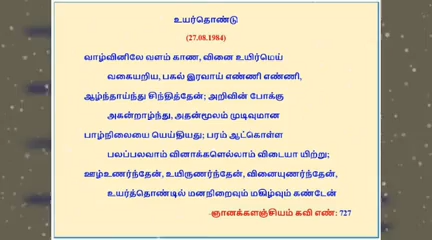 உயர்தொண்டு
(27.08.1984)
வாழ்வினிலே வளம் காண, வினை உயிர்மெய்
வகையறிய, பகல் இரவாய் எண்ணி எண்ணி,
ஆழ்ந்தாய்ந்து சிந்தித்தேன்; அறிவின் போக்கு
அகன்றாழ்ந்து, அதன்மூலம் முடிவுமான
பாழ்நிலையை யெய்தியது; பரம் ஆட்கொள்ள
பலப்பலவாம் வினாக்களெல்லாம் விடையா யிற்று;
ஊழ்உணர்ந்தேன், உயிருணர்ந்தேன், வினையுணர்ந்தேன்,
உயர்த்தொண்டில் மனநிறைவும் மகிழ்வும் கண்டேன்
-ஞானக்களஞ்சியம் கவி எண்: 727